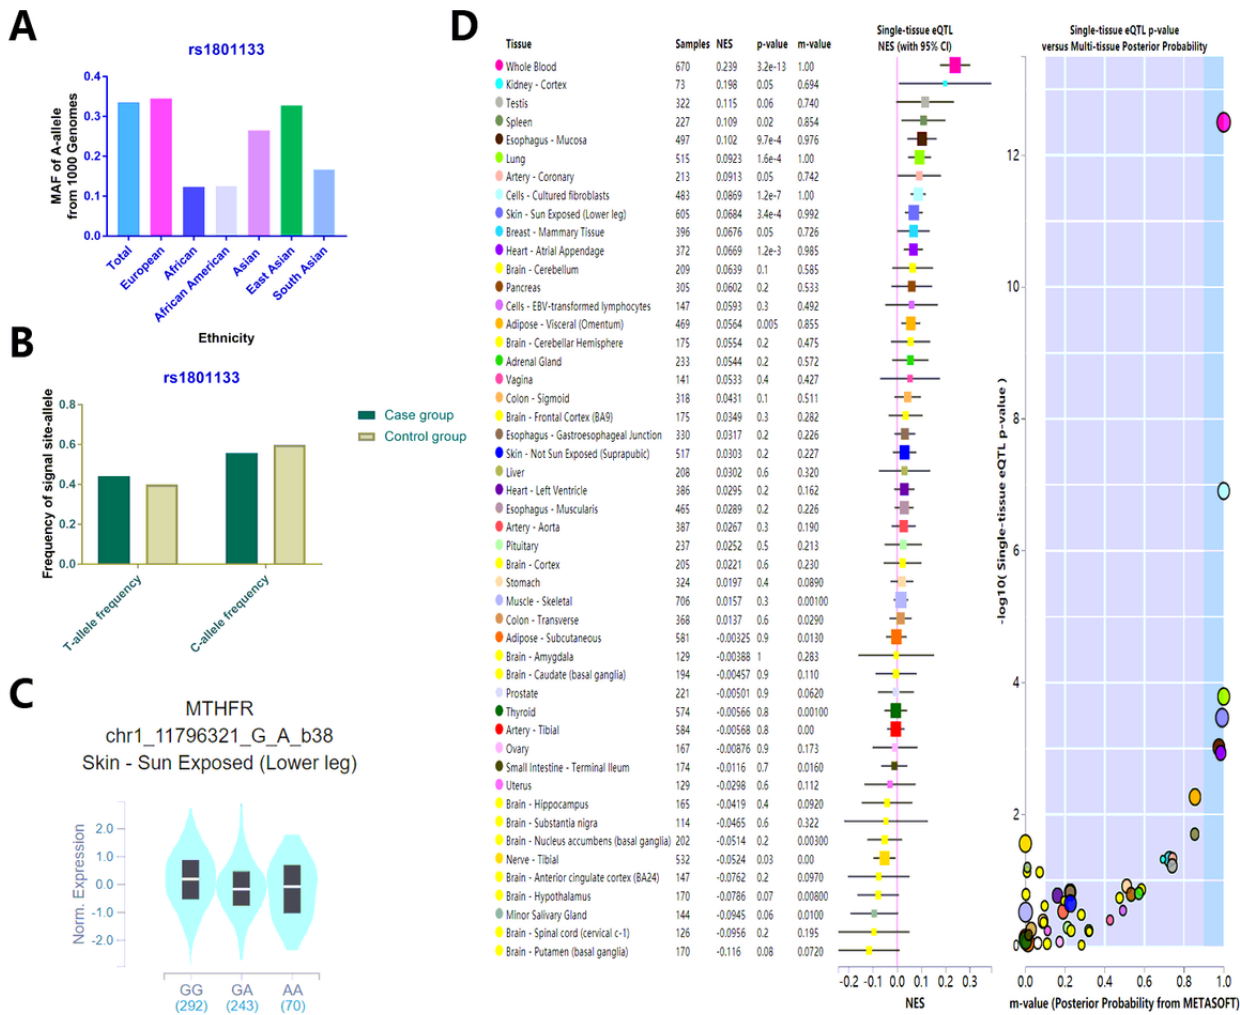 A
rs1801133
MAF of A-allele
from 1000 Genomes
0.4
0.3
0.2
0.1
0.0
Total
European
African
African American
Asian
East Asian
South Asian
Ethnicity
B
rs1801133
Frequency of signal site-allele
0.8
0.6
0.4
0.2
0.0
T-allele frequency
C-allele frequency
Case group
Control group
C
MTHFR
chr1_11796321_G_A_b38
Skin - Sun Exposed (Lower leg)
Norm. Expression
2.0
1.0
0.0
-1.0
-2.0
GG GA AA
(292) (243) (70)
D
Tissue Samples NES p-value m-value
Whole Blood 670 0.239 3.2e-13 1.00
Kidney - Cortex 73 0.198 0.05 0.694
Testis 322 0.115 0.06 0.740
Spleen 227 0.109 0.02 0.854
Esophagus - Mucosa 497 0.102 9.7e-4 0.976
Lung 515 0.0923 1.6e-4 1.00
Artery - Coronary 213 0.0913 0.05 0.742
Cells - Cultured fibroblasts 483 0.0869 1.2e-7 1.00
Skin - Sun Exposed (Lower leg) 605 0.0684 3.4e-4 0.992
Breast - Mammary Tissue 396 0.0676 0.05 0.726
Heart - Atrial Appendage 372 0.0669 1.2e-3 0.985
Brain - Cerebellum 209 0.0639 0.1 0.585
Pancreas 305 0.0602 0.2 0.533
Cells - EBV-transformed lymphocytes 147 0.0593 0.3 0.492
Adipose - Visceral (Omentum) 469 0.0564 0.005 0.855
Brain - Cerebellar Hemisphere 175 0.0554 0.2 0.475
Adrenal Gland 233 0.0544 0.2 0.572
Vagina 141 0.0533 0.4 0.427
Colon - Sigmoid 318 0.0431 0.1 0.511
Brain - Frontal Cortex (BA9) 175 0.0349 0.3 0.282
Esophagus - Gastroesophageal Junction 330 0.0317 0.2 0.226
Skin - Not Sun Exposed (Suprapubic) 517 0.0303 0.2 0.227
Liver 208 0.0302 0.6 0.320
Heart - Left Ventricle 386 0.0295 0.2 0.162
Esophagus - Muscularis 465 0.0289 0.2 0.226
Artery - Aorta 387 0.0267 0.3 0.190
Pituitary 237 0.0252 0.5 0.213
Brain - Cortex 205 0.0221 0.6 0.230
Stomach 324 0.0197 0.4 0.0890
Muscle - Skeletal 706 0.0157 0.3 0.00100
Colon - Transverse 368 0.0137 0.6 0.0290
Adipose - Subcutaneous 581 -0.00325 0.9 0.0130
Brain - Amygdala 129 -0.00388 1 0.283
Brain - Caudate (basal ganglia) 194 -0.00457 0.9 0.110
Prostate 221 -0.00501 0.9 0.0620
Thyroid 574 -0.00566 0.8 0.00100
Artery - Tibial 584 -0.00568 0.8 0.00
Ovary 167 -0.00876 0.9 0.173
Small Intestine - Terminal Ileum 174 -0.0116 0.7 0.0160
Uterus 129 -0.0298 0.6 0.112
Brain - Hippocampus 165 -0.0419 0.4 0.0920
Brain - Substantia nigra 114 -0.0465 0.6 0.322
Brain - Nucleus accumbens (basal ganglia) 202 -0.0514 0.2 0.00300
Nerve - Tibial 532 -0.0524 0.03 0.00
Brain - Anterior cingulate cortex (BA24) 147 -0.0762 0.2 0.0970
Brain - Hypothalamus 170 -0.0786 0.07 0.00800
Minor Salivary Gland 144 -0.0945 0.06 0.0100
Brain - Spinal cord (cervical c-1) 126 -0.0956 0.2 0.195
Brain - Putamen (basal ganglia) 170 -0.116 0.08 0.0720
Single-tissue eQTL
NES (with 95% CI)
-0.2 -0.1 0.0 0.1 0.2 0.3
NES
Single-tissue eQTL p-value
versus Multi-tissue Posterior Probability
-log10( Single-tissue eQTL p-value )
12
10
8
6
4
2
0.0 0.2 0.4 0.6 0.8 1.0
m-value (Posterior Probability from METASOFT)